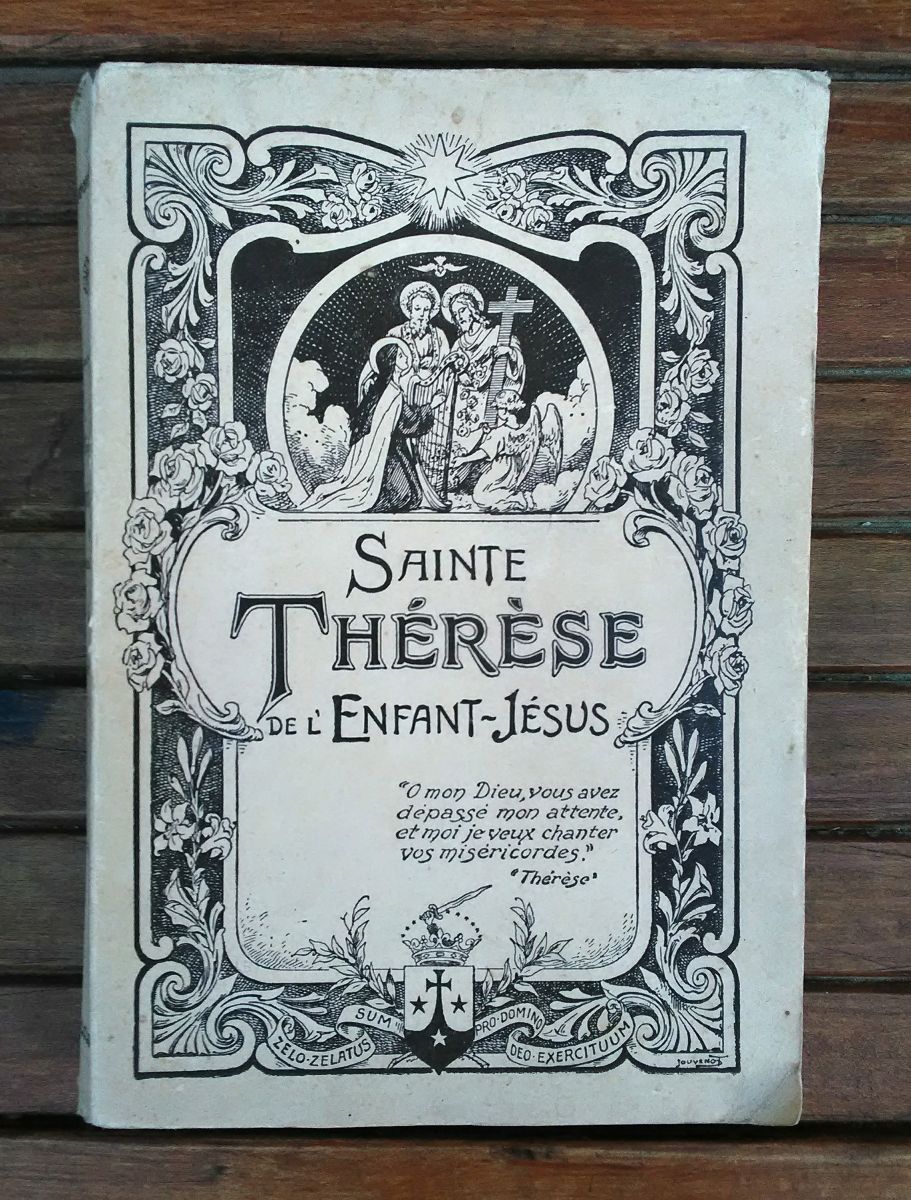 SAINTE
THÉRÈSE
DE L'ENFANT-JÉSUS
"O mon Dieu, vous avez
dépassé mon attente,
et moi je veux chanter
vos miséricordes."
"Thérèse"
ZELO·ZELATUS SUM PRO·DOMINO DEO·EXERCITUUM
JOUVENOT